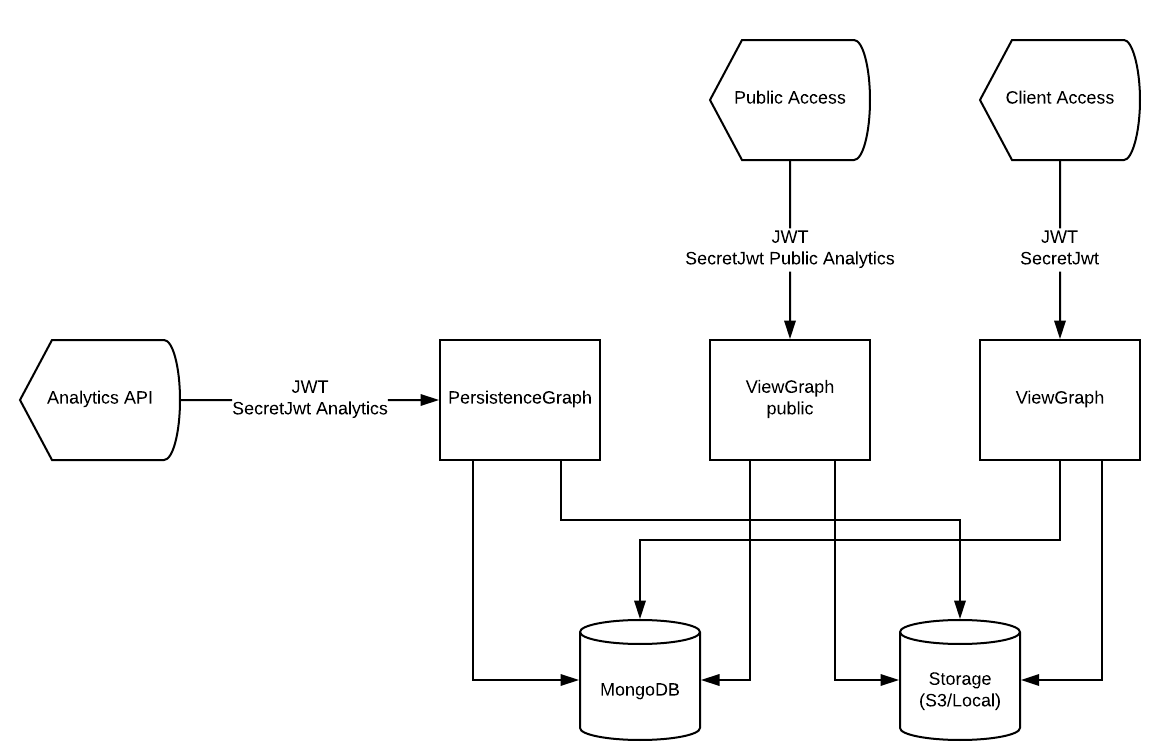 Public Access
Client Access
JWT
SecretJwt Public Analytics
JWT
SecretJwt
Analytics API
JWT
SecretJwt Analytics
PersistenceGraph
ViewGraph
public
ViewGraph
MongoDB
Storage
(S3/Local)